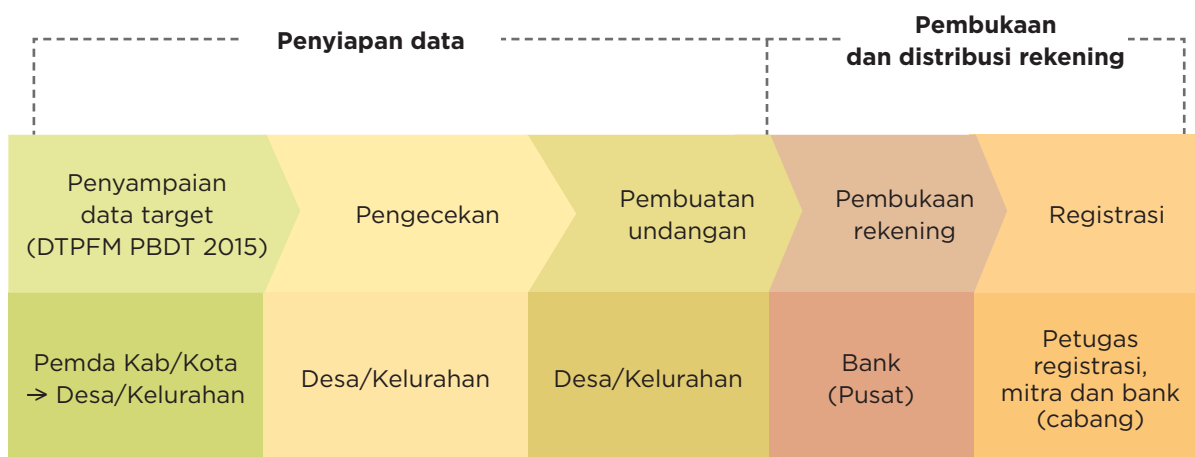 Penyiapan data
Pembukaan
dan distribusi rekening
Penyampaian
data target
(DTPFM PBDT 2015)
Pengecekan
Pembuatan
undangan
Pembukaan
rekening
Registrasi
Pemda Kab/Kota
→ Desa/Kelurahan
Desa/Kelurahan
Desa/Kelurahan
Bank
(Pusat)
Petugas
registrasi,
mitra dan bank
(cabang)